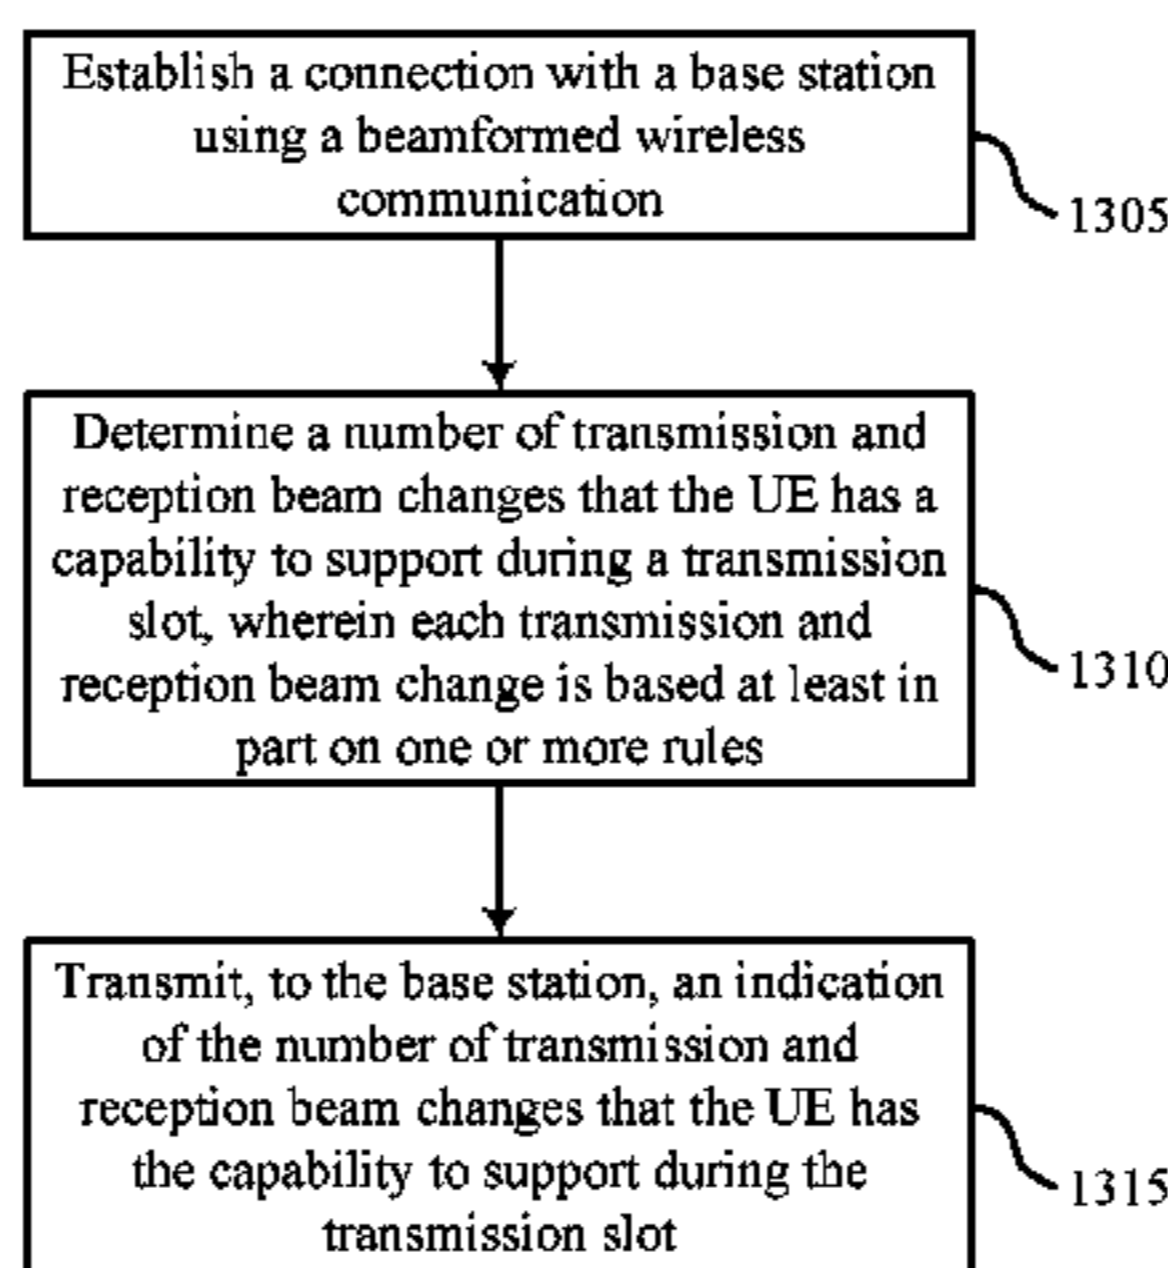 Establish a connection with a base station
using a beamformed wireless
communication
1305
Determine a number of transmission and
reception beam changes that the UE has a
capability to support during a transmission
slot, wherein each transmission and
reception beam change is based at least in
part on one or more rules
1310
Transmit, to the base station, an indication
of the number of transmission and
reception beam changes that the UE has
the capability to support during the
transmission slot
1315